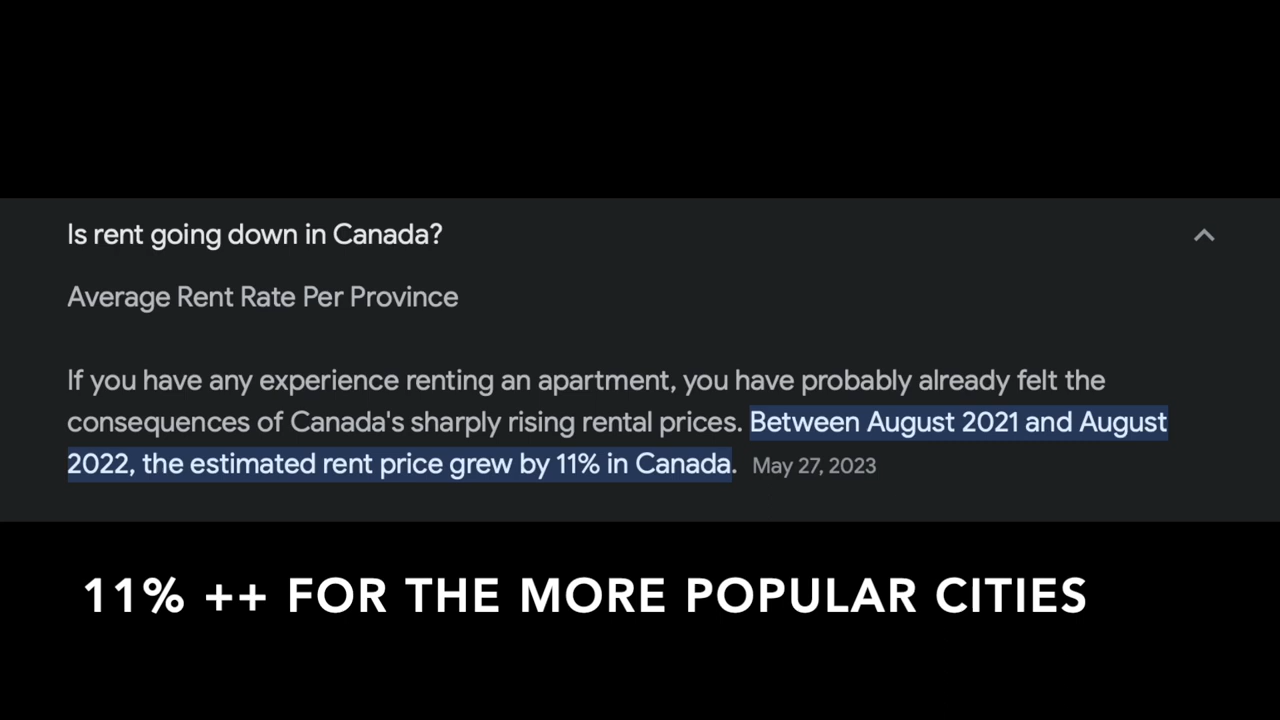 Is rent going down in Canada?
Average Rent Rate Per Province
If you have any experience renting an apartment, you have probably already felt the
consequences of Canada's sharply rising rental prices. Between August 2021 and August
2022, the estimated rent price grew by 11% in Canada. May 27, 2023
11% ++ FOR THE MORE POPULAR CITIES